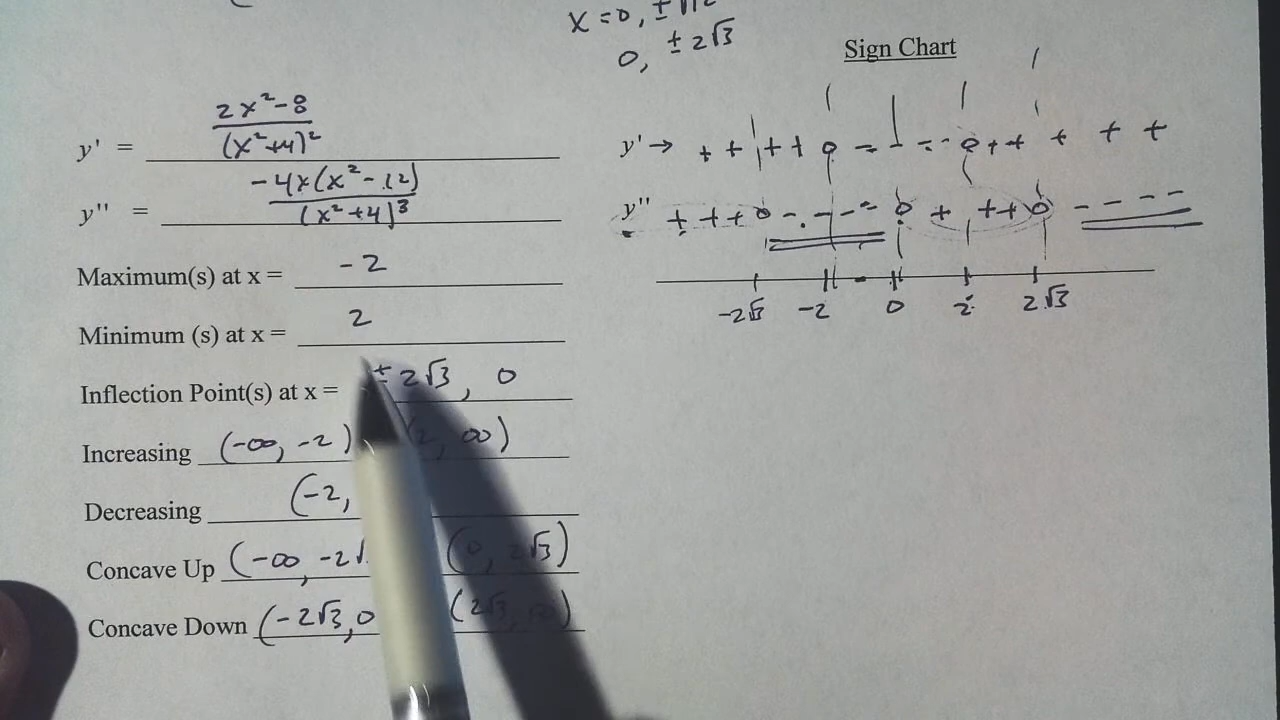 x = 0, ± √12
0, ± 2√3
Sign Chart
y' = 2x²-8 / (x²+4)²
y'' = -4x(x²-12) / (x²+4)³
Maximum(s) at x = -2
Minimum (s) at x = 2
Inflection Point(s) at x = ± 2√3, 0
Increasing (-∞, -2) (2, ∞)
Decreasing (-2,
Concave Up (-∞, -2√ (0, 2√3)
Concave Down (-2√3, 0 (2√3, ∞)
y' → + + + + 0 - - - - 0 + + + + +
y'' + + + 0 - - - - 0 + + + 0 - - - -
-2√3 -2 0 2 2√3